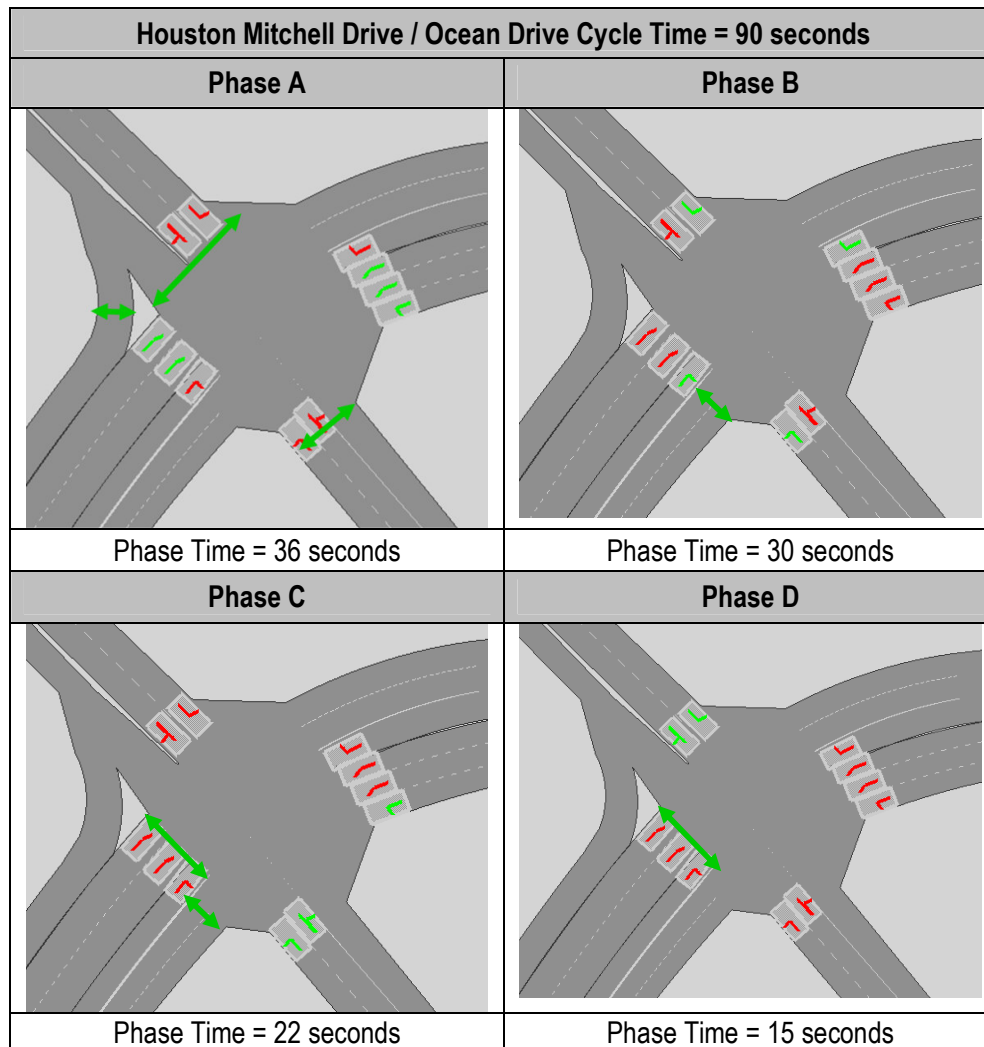 Houston Mitchell Drive / Ocean Drive Cycle Time = 90 seconds
Phase A
Phase B
Phase Time = 36 seconds
Phase Time = 30 seconds
Phase C
Phase D
Phase Time = 22 seconds
Phase Time = 15 seconds